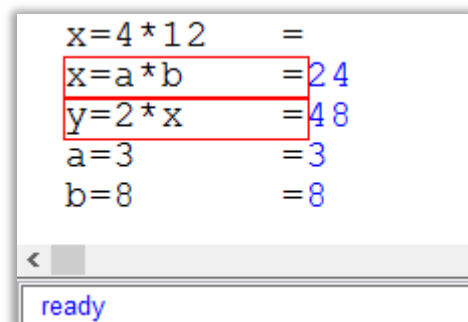 x=4*12 =
x=a*b =24
y=2*x =48
a=3 =3
b=8 =8
ready